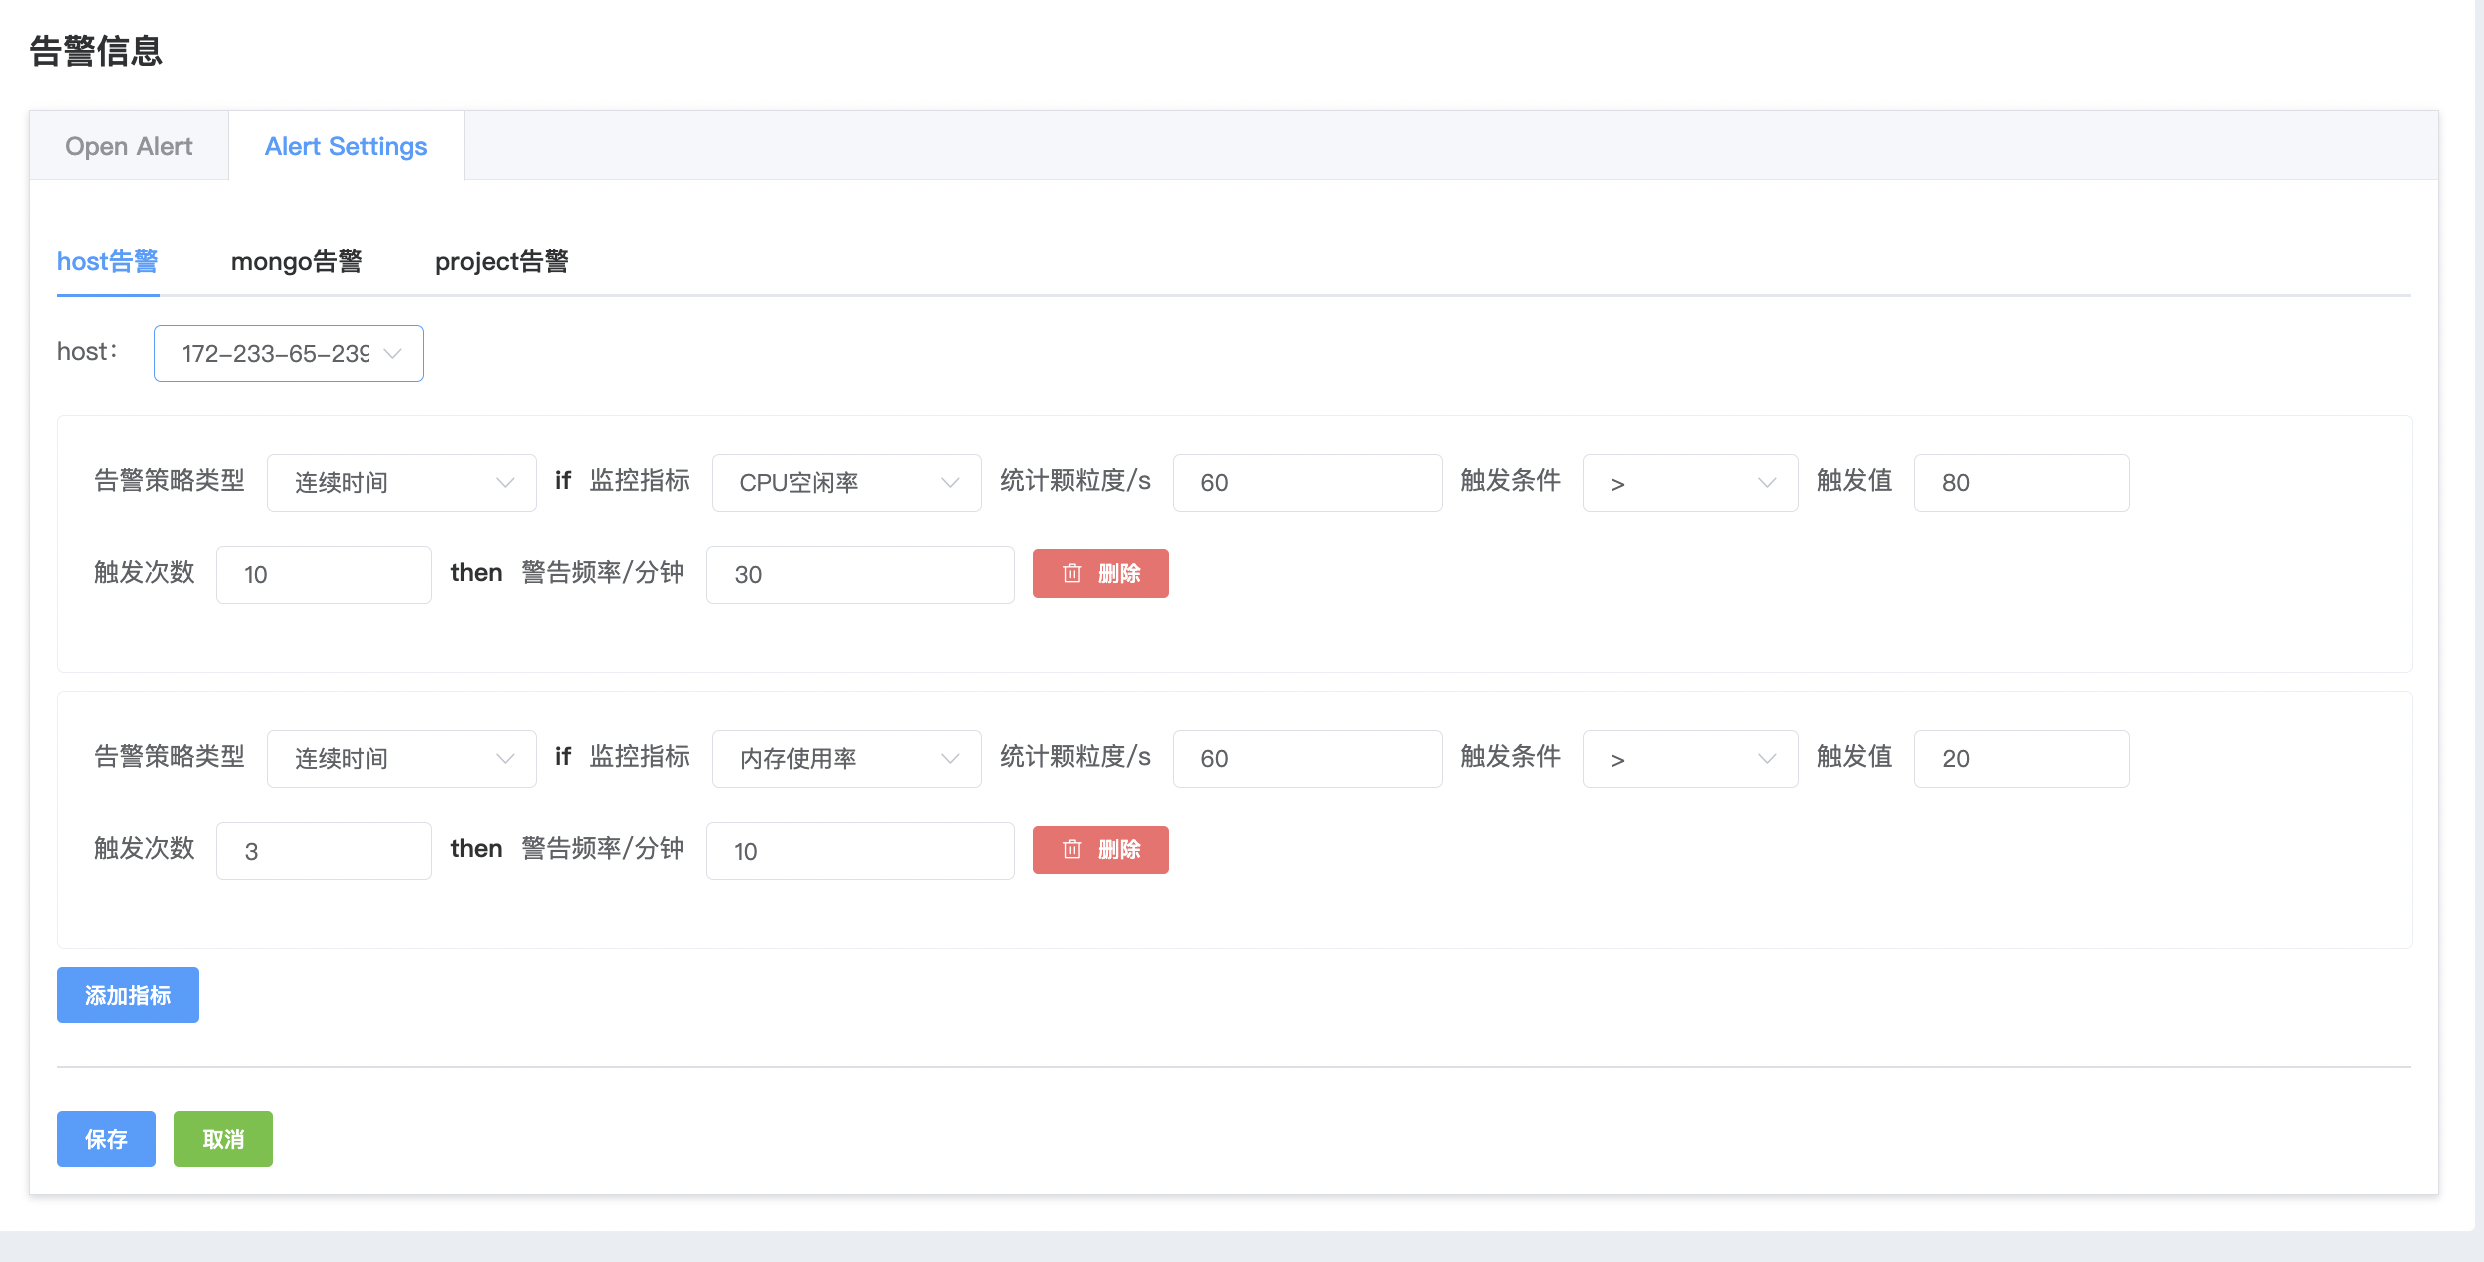 告警信息
Open Alert Alert Settings
host告警 mongo告警 project告警
host： 172-233-65-239
告警策略类型 连续时间 if 监控指标 CPU空闲率 统计颗粒度/s 60 触发条件 > 触发值 80
触发次数 10 then 警告频率/分钟 30 删除
告警策略类型 连续时间 if 监控指标 内存使用率 统计颗粒度/s 60 触发条件 > 触发值 20
触发次数 3 then 警告频率/分钟 10 删除
添加指标
保存 取消